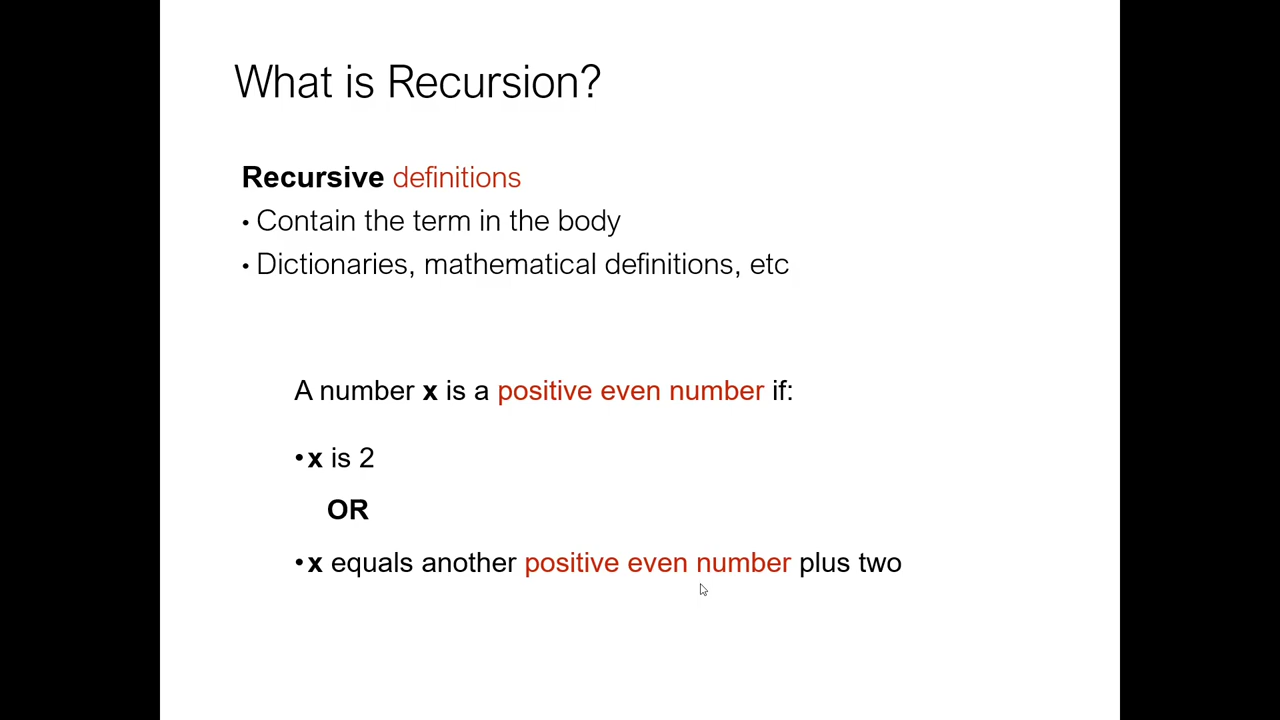 What is Recursion?
Recursive definitions
• Contain the term in the body
• Dictionaries, mathematical definitions, etc
A number x is a positive even number if:
• x is 2
OR
• x equals another positive even number plus two